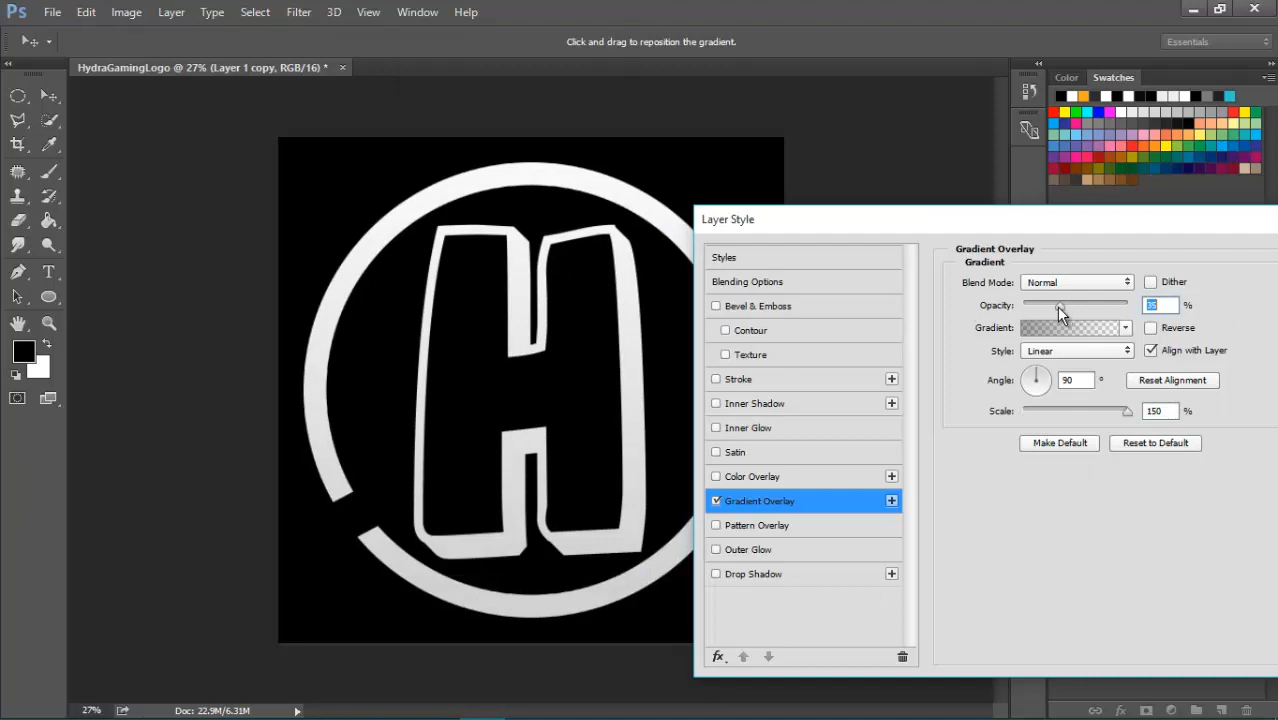 Ps File Edit Image Layer Type Select Filter 3D View Window Help
Click and drag to reposition the gradient.
Essentials
HydraGamingLogo @ 27% (Layer 1 copy, RGB/16) *
Color Swatches
H
Layer Style
Styles
Blending Options
Bevel & Emboss
Contour
Texture
Stroke
Inner Shadow
Inner Glow
Satin
Color Overlay
Gradient Overlay
Pattern Overlay
Outer Glow
Drop Shadow
fx
Gradient Overlay
Gradient
Blend Mode: Normal Dither
Opacity: 35 %
Gradient: Reverse
Style: Linear Align with Layer
Angle: 90 ° Reset Alignment
Scale: 150 %
Make Default Reset to Default
27% Doc: 22.9M/6.31M
fx